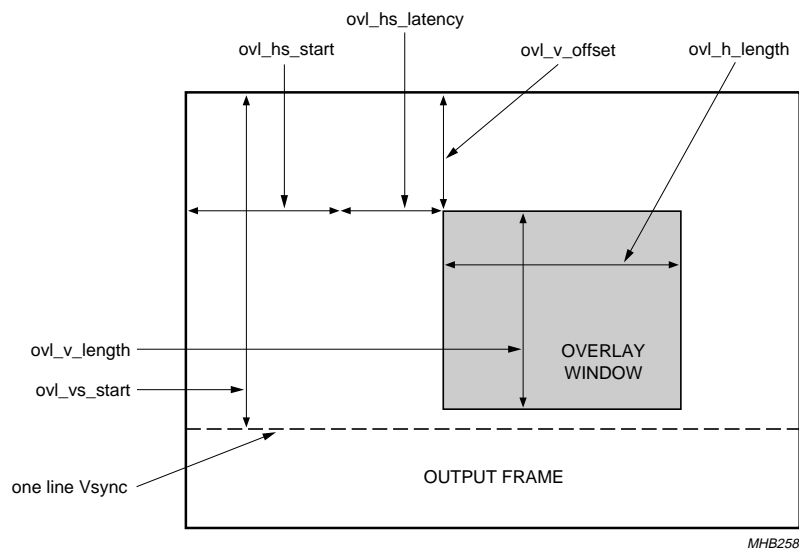 ovl_hs_latency
ovl_hs_start
ovl_v_offset
ovl_h_length
ovl_v_length
OVERLAY
WINDOW
ovl_vs_start
one line Vsync
OUTPUT FRAME
MHB258